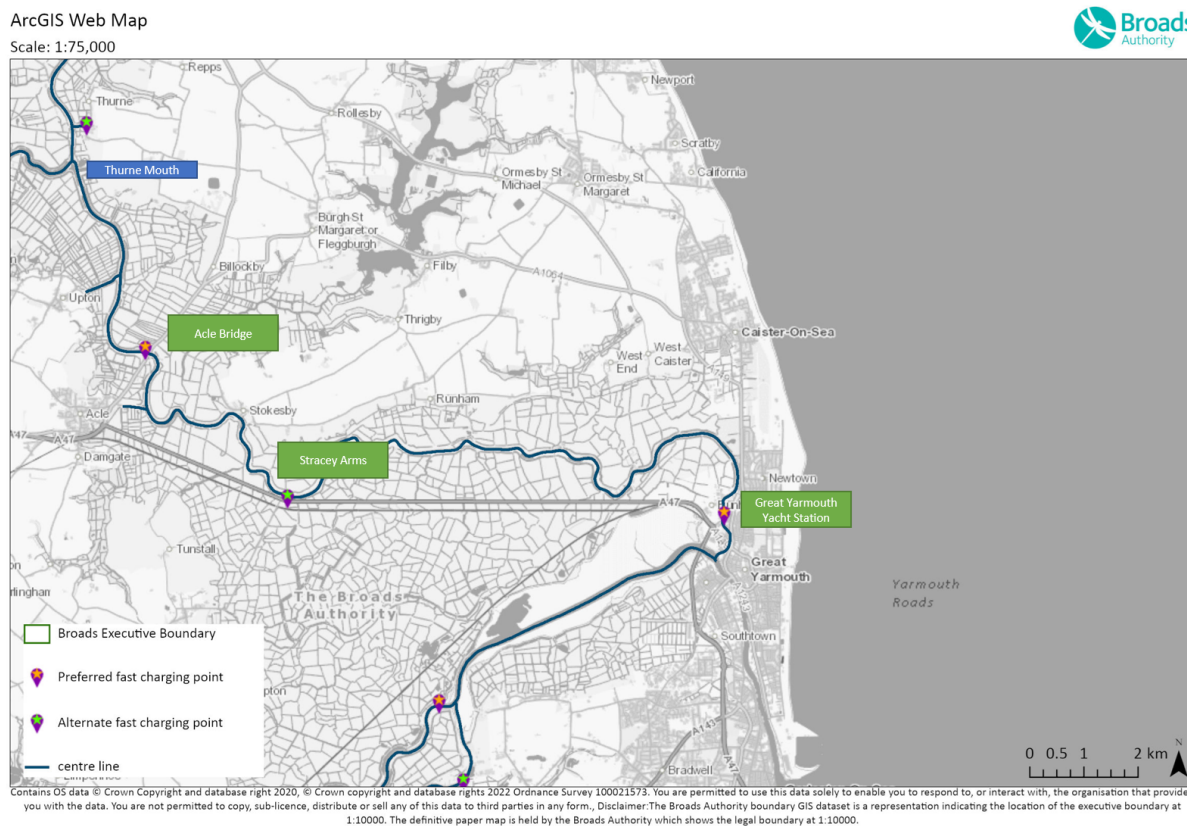 ArcGIS Web Map
Scale: 1:75,000
Broads
Authority
Repps
Newport
Thurne
Rollesby
Scratby
Thurne Mouth
Ormesby St
Michael
Ormesby St
Margaret
California
Burgh St
Margaret or
Fleggburgh
Billockby
Filby
A1064
Upton
Thrigby
Caister-On-Sea
Acle Bridge
West
End
West
Caister
A149
Runham
Stokesby
Acle
A47
A47
Damgate
Stracey Arms
Newtown
A47
Great Yarmouth
Yacht Station
Tunstall
Great
Yarmouth
Yarmouth
Roads
The Broads
Authority
A1243
Southtown
Broads Executive Boundary
Preferred fast charging point
Alternate fast charging point
centre line
A143
A47
Bradwell
0 0.5 1 2 km
N
Contains OS data © Crown Copyright and database right 2020, © Crown copyright and database rights 2022 Ordnance Survey 100021573. You are permitted to use this data solely to enable you to respond to, or interact with, the organisation that provide
you with the data. You are not permitted to copy, sub-licence, distribute or sell any of this data to third parties in any form., Disclaimer:The Broads Authority boundary GIS dataset is a representation indicating the location of the executive boundary at
1:10000. The definitive paper map is held by the Broads Authority which shows the legal boundary at 1:10000.